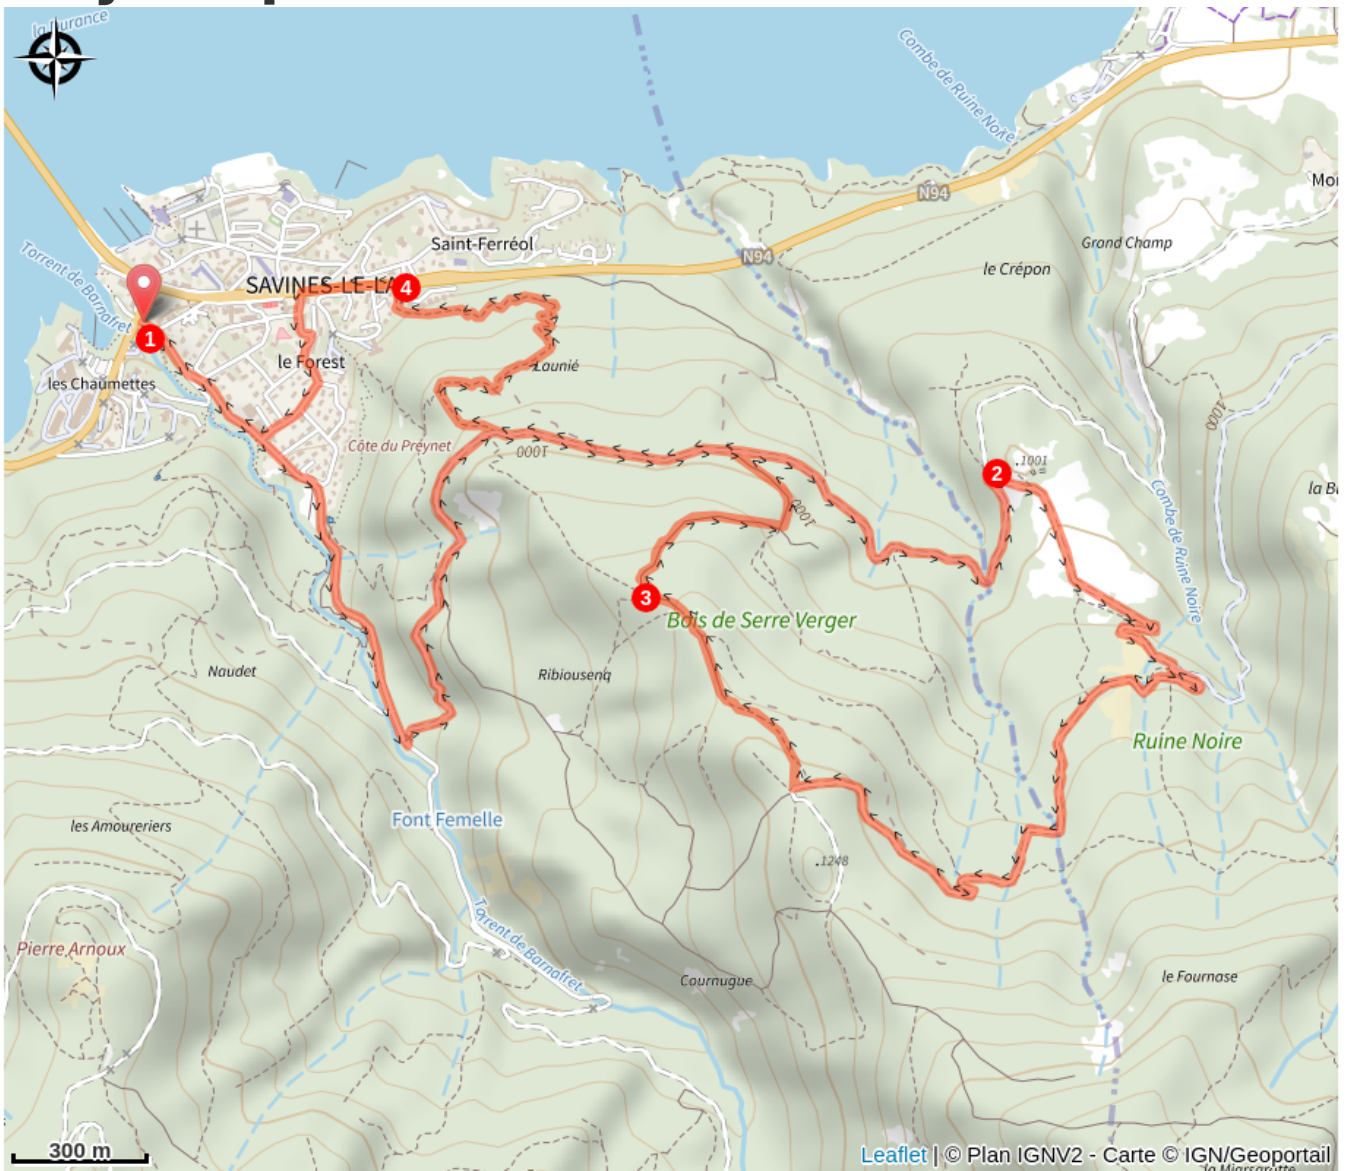 la Durance
Combe de Ruine Noire
N94
Moi
Torrent de Barnafret
Saint-Ferréol
N94
Grand Champ
le Crépon
SAVINES-LE-LA
4
1
le Forest
Launié
les Chaumettes
1000
Côte du Préynet
1000
2
.1001
la B
1000
Combe de Ruine Noire
3
Bois de Serre Verger
Naudet
Ribiousenq
Ruine Noire
Font Femelle
les Amoureriers
.1248
Torrent de Barnafret
Pierre Arnoux
Cournugue
le Fournase
300 m
Leaflet | © Plan IGNV2 - Carte © IGN/Geoportail